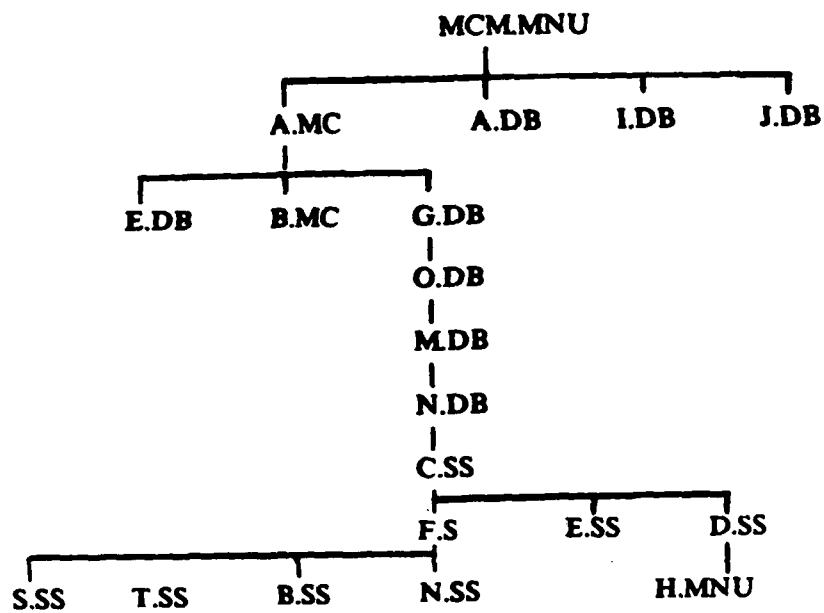 MCM.MNU
A.MC A.DB I.DB J.DB
E.DB B.MC G.DB
O.DB
M.DB
N.DB
C.SS
F.S E.SS D.SS
S.SS T.SS B.SS N.SS H.MNU